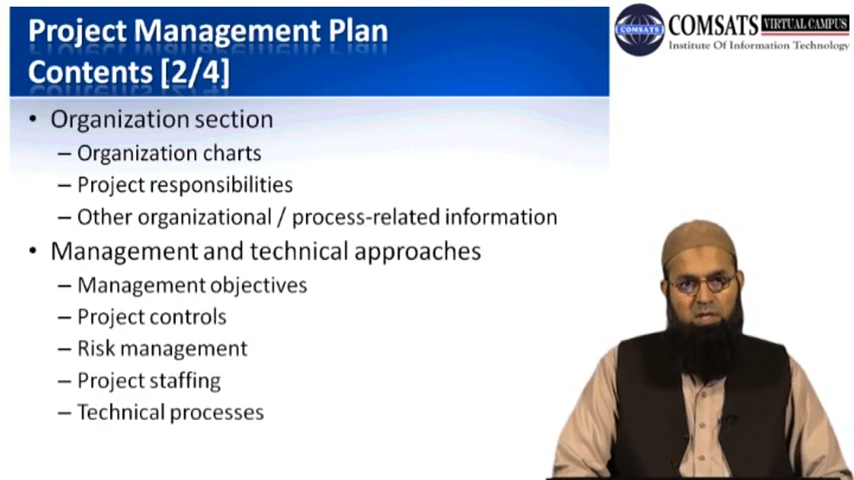 Project Management Plan
Contents [2/4]
COMSATS
COMSATS VIRTUAL CAMPUS
Institute Of Information Technology
• Organization section
– Organization charts
– Project responsibilities
– Other organizational / process-related information
• Management and technical approaches
– Management objectives
– Project controls
– Risk management
– Project staffing
– Technical processes